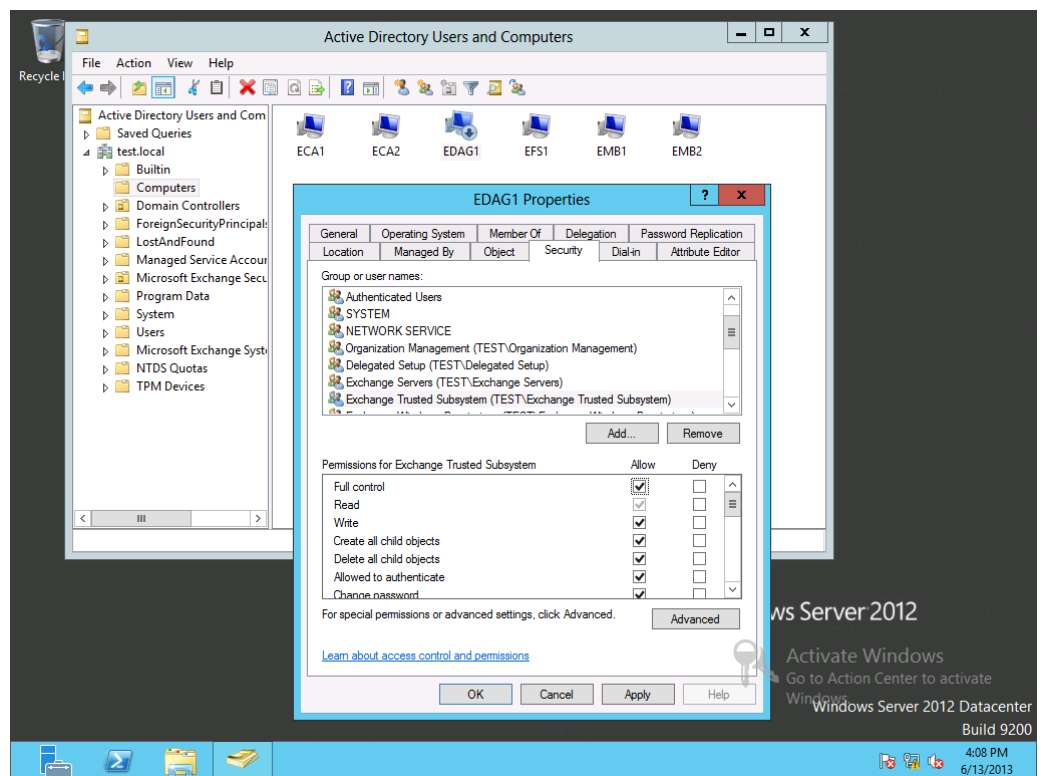 Recycle
Active Directory Users and Computers
File Action View Help
Active Directory Users and Com
Saved Queries
test.local
Builtin
Computers
Domain Controllers
ForeignSecurityPrincipals
LostAndFound
Managed Service Accour
Microsoft Exchange Secu
Program Data
System
Users
Microsoft Exchange Syst
NTDS Quotas
TPM Devices
ECA1 ECA2 EDAG1 EFS1 EMB1 EMB2
EDAG1 Properties
General Operating System Member Of Delegation Password Replication
Location Managed By Object Security Dial-in Attribute Editor
Group or user names:
Authenticated Users
SYSTEM
NETWORK SERVICE
Organization Management (TEST\Organization Management)
Delegated Setup (TEST\Delegated Setup)
Exchange Servers (TEST\Exchange Servers)
Exchange Trusted Subsystem (TEST\Exchange Trusted Subsystem)
Add... Remove
Permissions for Exchange Trusted Subsystem Allow Deny
Full control
Read
Write
Create all child objects
Delete all child objects
Allowed to authenticate
Change password
For special permissions or advanced settings, click Advanced.
Advanced
Learn about access control and permissions
OK Cancel Apply Help
ws Server 2012
Activate Windows
Go to Action Center to activate
Windows.
Windows Server 2012 Datacenter
Build 9200
4:08 PM
6/13/2013